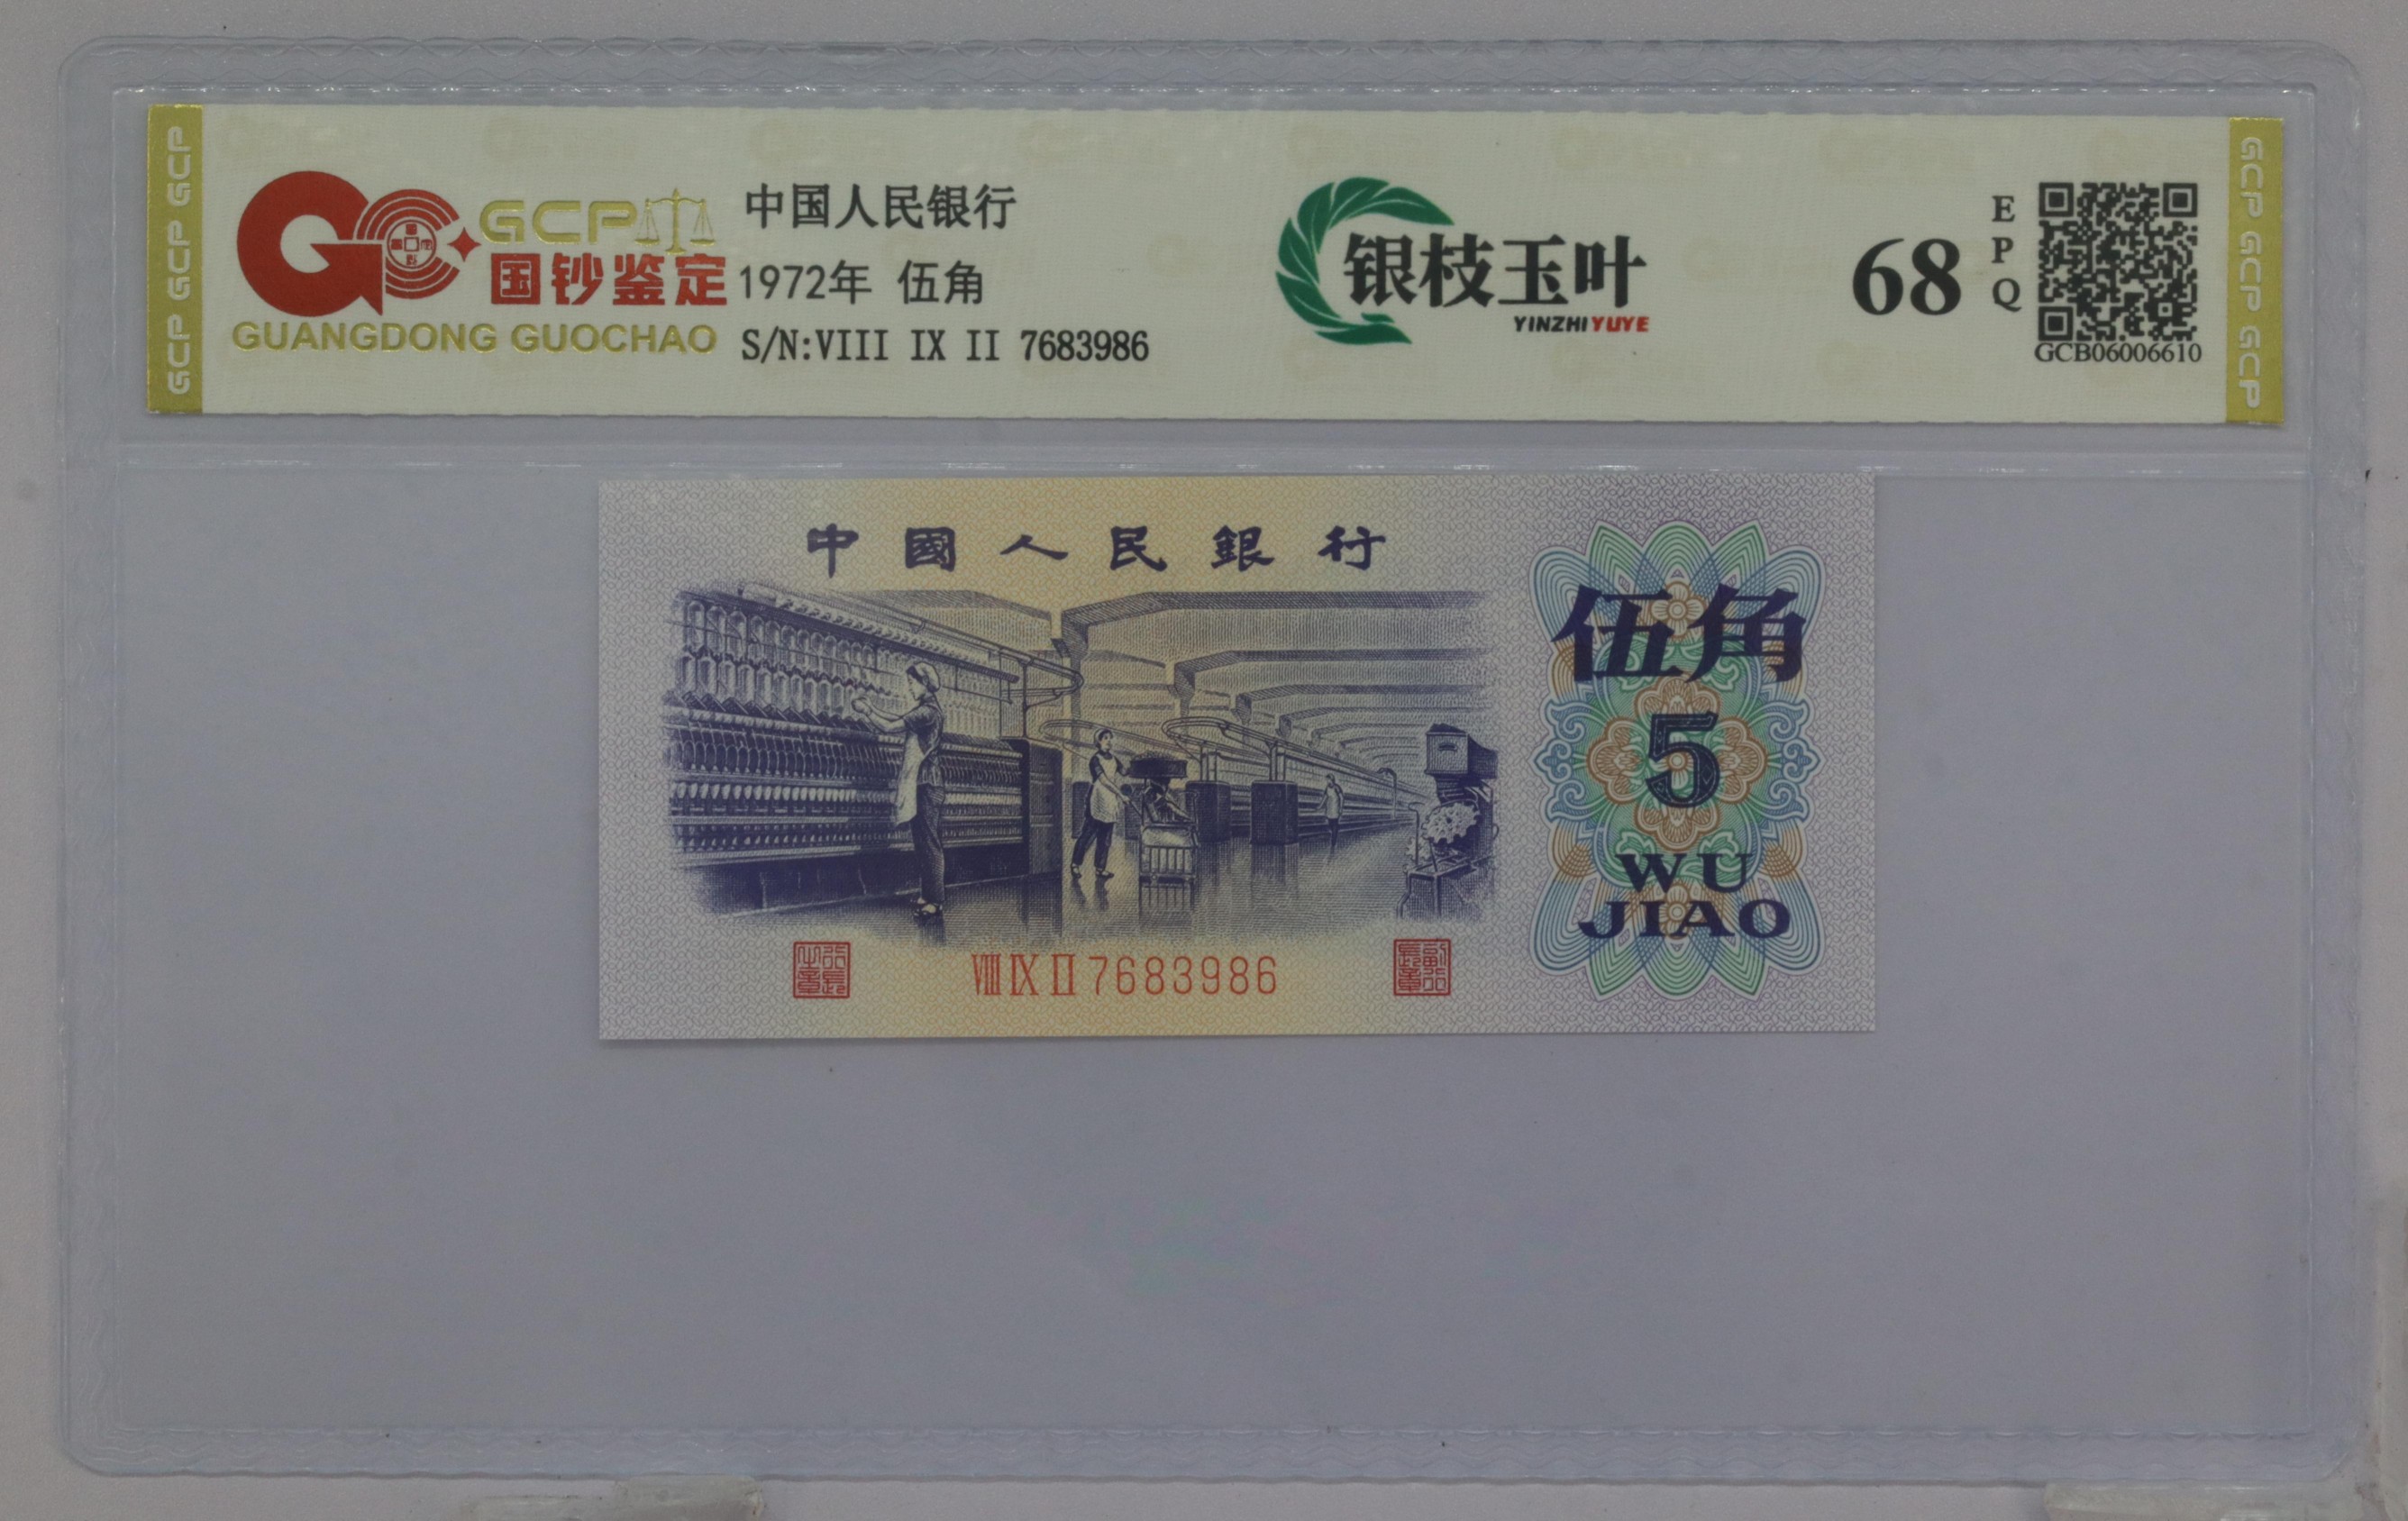 GCP GCP GCP
GCP
国钞鉴定
GUANGDONG GUOCHAO
中国人民银行
1972年 伍角
S/N:VIII IX II 7683986
银枝玉叶
YINZHIYUYE
68
EPQ
GCB06006610
GCP GCP GCP
中國人民銀行
伍角
5
WU
JIAO
VIII IX II 7683986